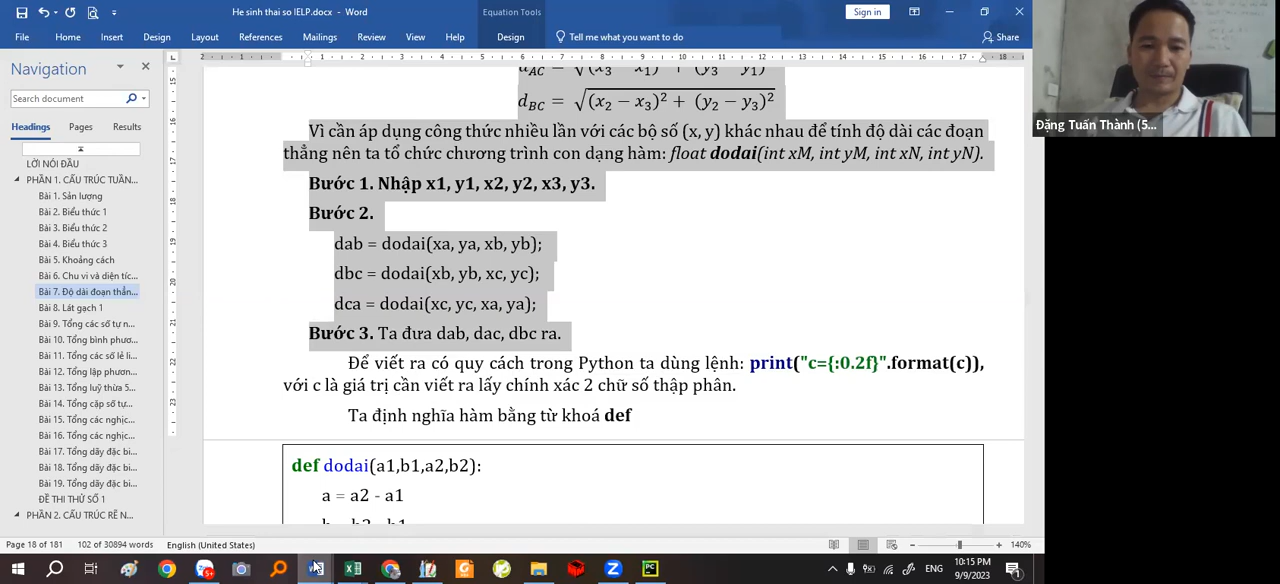 He sinh thai so IELP.docx - Word
Equation Tools
Sign in
File
Home
Insert
Design
Layout
References
Mailings
Review
View
Help
Design
Tell me what you want to do
Share
Navigation
Search document
Headings
Pages
Results
LỜI NÓI ĐẦU
PHẦN 1. CẤU TRÚC TUẦN...
Bài 1. Sản lượng
Bài 2. Biểu thức 1
Bài 3. Biểu thức 2
Bài 4. Biểu thức 3
Bài 5. Khoảng cách
Bài 6. Chu vi và diện tíc...
Bài 7. Độ dài đoạn thẳn...
Bài 8. Lát gạch 1
Bài 9. Tổng các số tự n...
Bài 10. Tổng bình phươ...
Bài 11. Tổng các số lẻ li...
Bài 12. Tổng lập phươn...
Bài 13. Tổng luỹ thừa 5...
Bài 14. Tổng cặp số tự...
Bài 15. Tổng các nghịc...
Bài 16. Tổng các nghịc...
Bài 17. Tổng dãy đặc bi...
Bài 18. Tổng dãy đặc bi...
Bài 19. Tổng dãy đặc bi...
ĐỀ THI THỬ SỐ 1
PHẦN 2. CẤU TRÚC RẼ N...
d_AC = √(x₃ − x₁)² + (y₃ − y₁)²
d_BC = √(x₂ − x₃)² + (y₂ − y₃)²
Vì cần áp dụng công thức nhiều lần với các bộ số (x, y) khác nhau để tính độ dài các đoạn
thẳng nên ta tổ chức chương trình con dạng hàm: float dodai(int xM, int yM, int xN, int yN).
Bước 1. Nhập x1, y1, x2, y2, x3, y3.
Bước 2.
dab = dodai(xa, ya, xb, yb);
dbc = dodai(xb, yb, xc, yc);
dca = dodai(xc, yc, xa, ya);
Bước 3. Ta đưa dab, dac, dbc ra.
Để viết ra có quy cách trong Python ta dùng lệnh: print("c={:0.2f}".format(c)),
với c là giá trị cần viết ra lấy chính xác 2 chữ số thập phân.
Ta định nghĩa hàm bằng từ khoá def
def dodai(a1,b1,a2,b2):
a = a2 - a1
b = b2 - b1
Đặng Tuấn Thành (5...
Page 18 of 181
102 of 30894 words
English (United States)
140%
ENG
10:15 PM
9/9/2023